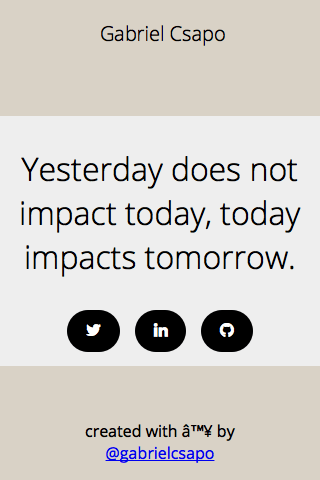 Gabriel Csapo
Yesterday does not
impact today, today
impacts tomorrow.
created with â™¥ by
@gabrielcsapo